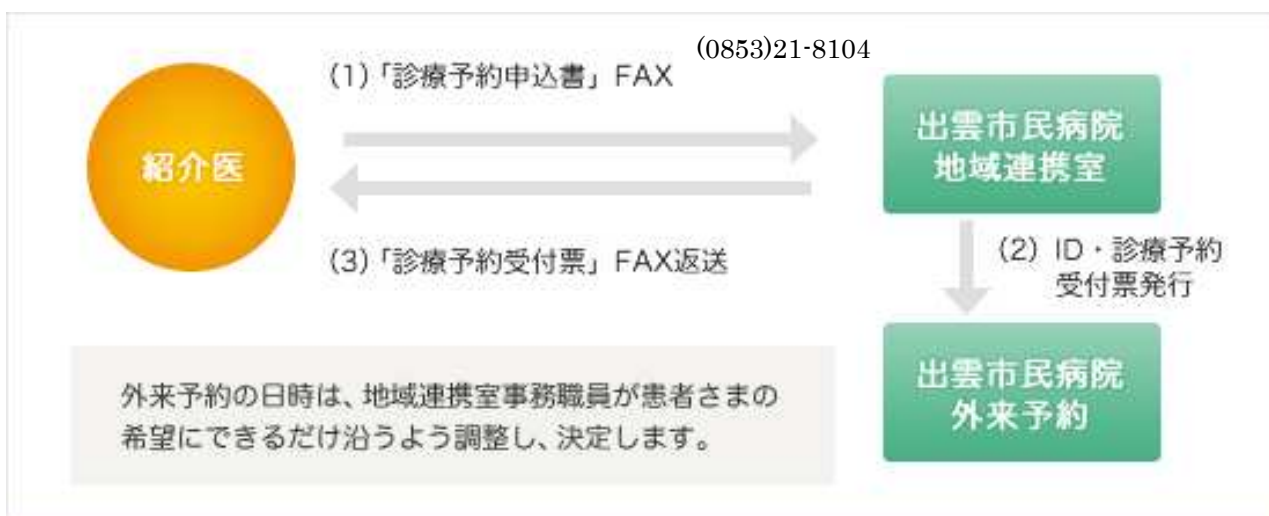 (0853)21-8104
(1)「診療予約申込書」FAX
紹介医
出雲市民病院
地域連携室
(3)「診療予約受付票」FAX返送
(2) ID・診療予約
受付票発行
外来予約の日時は、地域連携室事務職員が患者さまの
希望にできるだけ沿うよう調整し、決定します。
出雲市民病院
外来予約